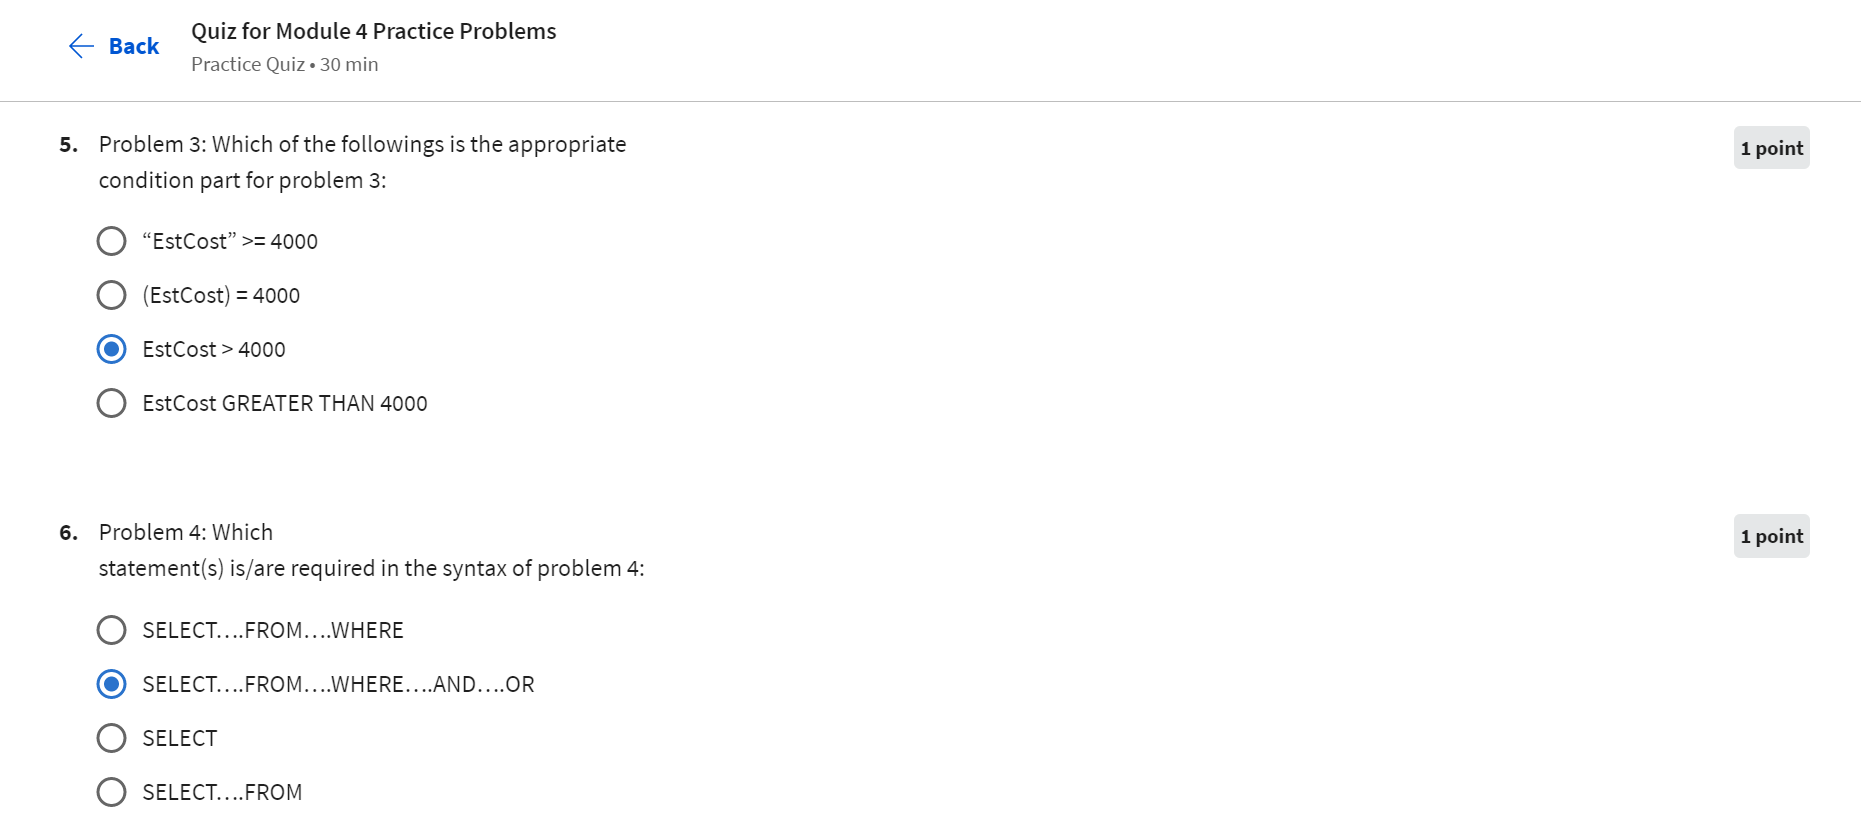 Back
Quiz for Module 4 Practice Problems
Practice Quiz • 30 min
5. Problem 3: Which of the followings is the appropriate
condition part for problem 3:
1 point
“EstCost” >= 4000
(EstCost) = 4000
EstCost > 4000
EstCost GREATER THAN 4000
6. Problem 4: Which
statement(s) is/are required in the syntax of problem 4:
1 point
SELECT….FROM….WHERE
SELECT….FROM….WHERE….AND….OR
SELECT
SELECT….FROM